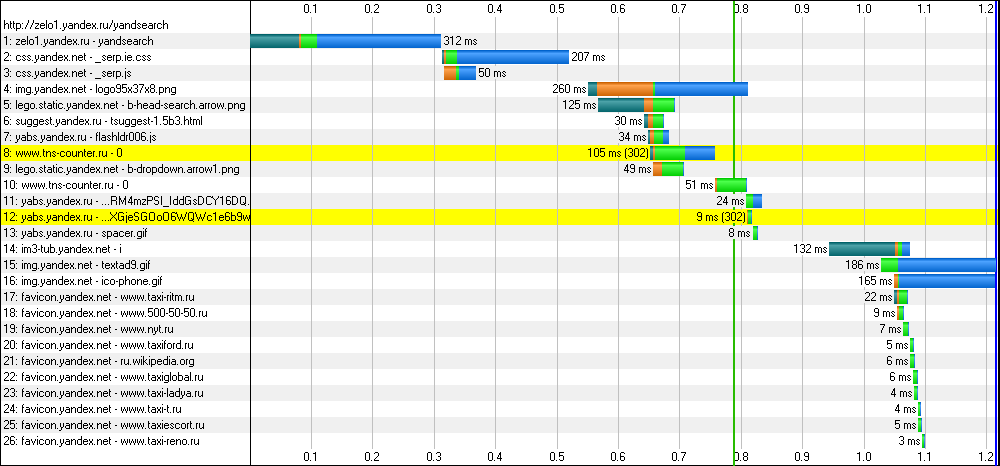 0.1 0.2 0.3 0.4 0.5 0.6 0.7 0.8 0.9 1.0 1.1 1.2
http://zelo1.yandex.ru/yandsearch
1: zelo1.yandex.ru - yandsearch 312 ms
2: css.yandex.net - _serp.ie.css 207 ms
3: css.yandex.net - _serp.js 50 ms
4: img.yandex.net - logo95x37x8.png 260 ms
5: lego.static.yandex.net - b-head-search.arrow.png 125 ms
6: suggest.yandex.ru - tsuggest-1.5b3.html 30 ms
7: yabs.yandex.ru - flashldr006.js 34 ms
8: www.tns-counter.ru - 0 105 ms (302)
9: lego.static.yandex.net - b-dropdown.arrow1.png 49 ms
10: www.tns-counter.ru - 0 51 ms
11: yabs.yandex.ru - ...RM4mzPSI_IddGsDCY16DQ. 24 ms
12: yabs.yandex.ru - ...XGjeSGOoO6WQWc1e6b9w 9 ms (302)
13: yabs.yandex.ru - spacer.gif 8 ms
14: im3-tub.yandex.net - i 132 ms
15: img.yandex.net - textad9.gif 186 ms
16: img.yandex.net - ico-phone.gif 165 ms
17: favicon.yandex.net - www.taxi-ritm.ru 22 ms
18: favicon.yandex.net - www.500-50-50.ru 9 ms
19: favicon.yandex.net - www.nyt.ru 7 ms
20: favicon.yandex.net - www.taxiford.ru 5 ms
21: favicon.yandex.net - ru.wikipedia.org 6 ms
22: favicon.yandex.net - www.taxiglobal.ru 6 ms
23: favicon.yandex.net - www.taxi-ladya.ru 4 ms
24: favicon.yandex.net - www.taxi-t.ru 4 ms
25: favicon.yandex.net - www.taxiescort.ru 5 ms
26: favicon.yandex.net - www.taxi-reno.ru 3 ms
0.1 0.2 0.3 0.4 0.5 0.6 0.7 0.8 0.9 1.0 1.1 1.2